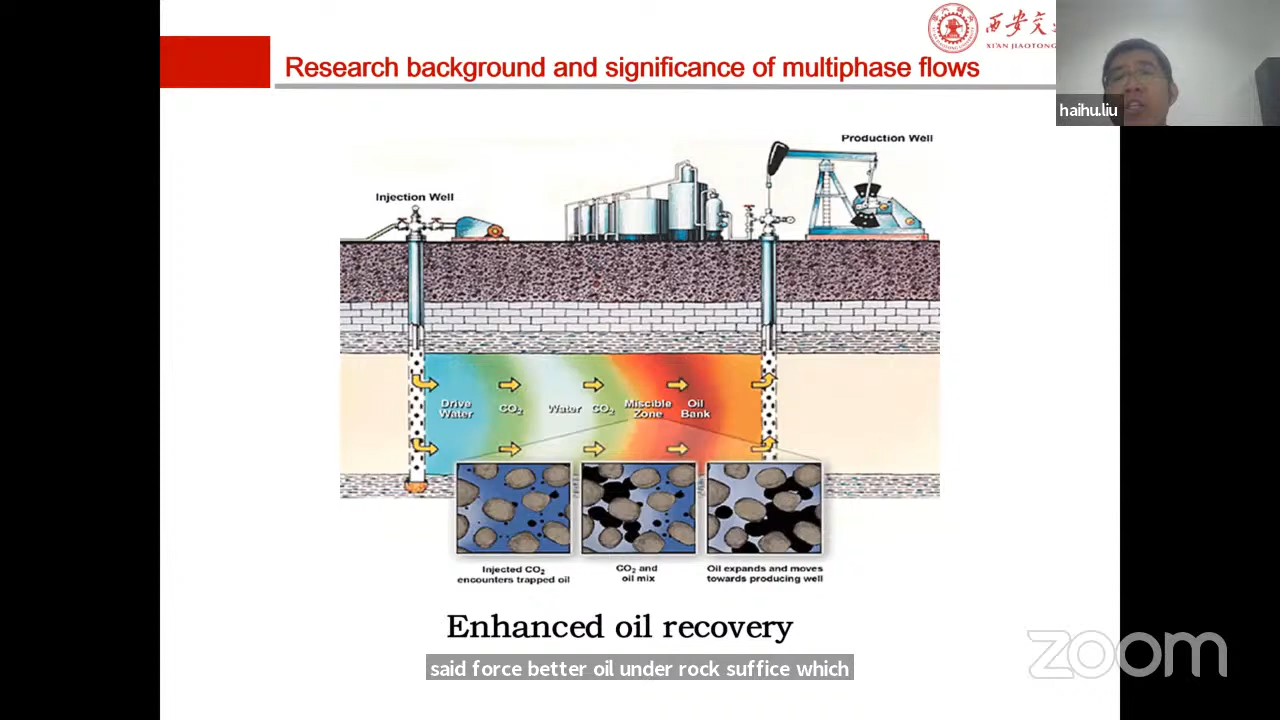 西安交
XI'AN JIAOTONG
Research background and significance of multiphase flows
haihu.liu
Production Well
Injection Well
Drive
Water
CO₂
Water
CO₂
Miscible
Zone
Oil
Bank
Injected CO₂
encounters trapped oil
CO₂ and
oil mix
Oil expands and moves
towards producing well
Enhanced oil recovery
said force better oil under rock suffice which
zoom